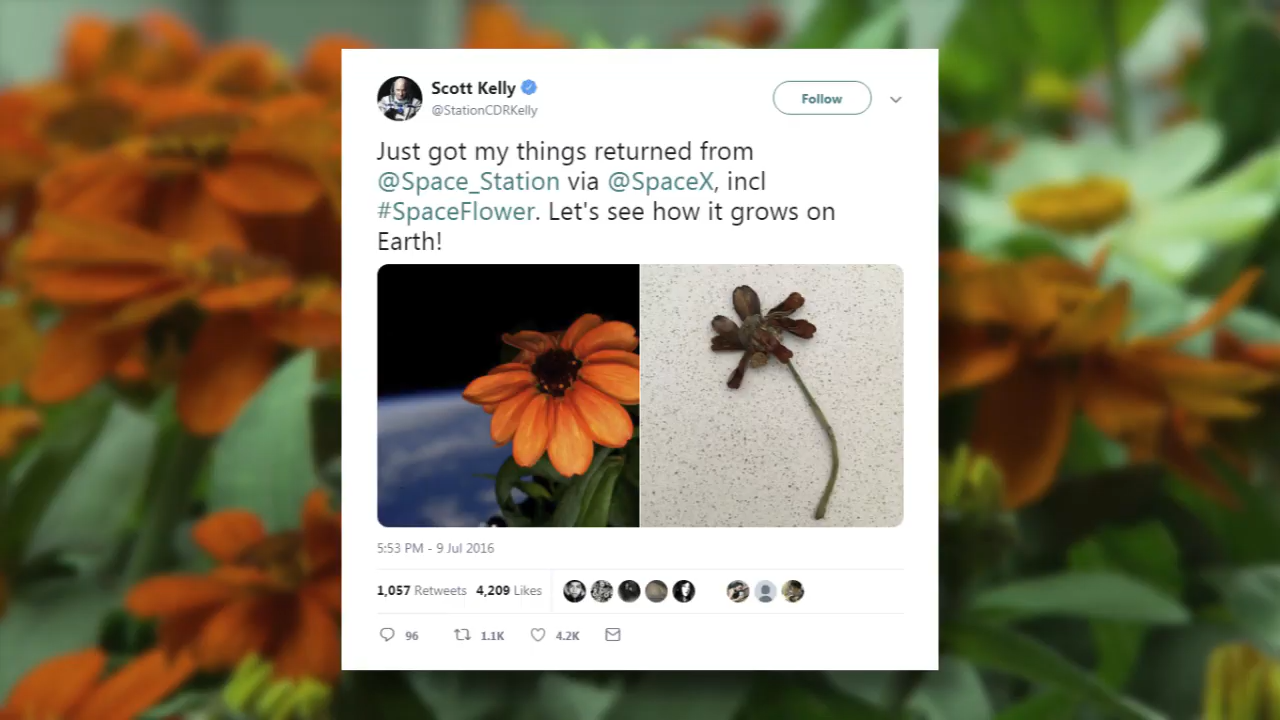 Scott Kelly
@StationCDRKelly
Follow
Just got my things returned from
@Space_Station via @SpaceX, incl
#SpaceFlower. Let's see how it grows on
Earth!
5:53 PM - 9 Jul 2016
1,057 Retweets 4,209 Likes
96 1.1K 4.2K